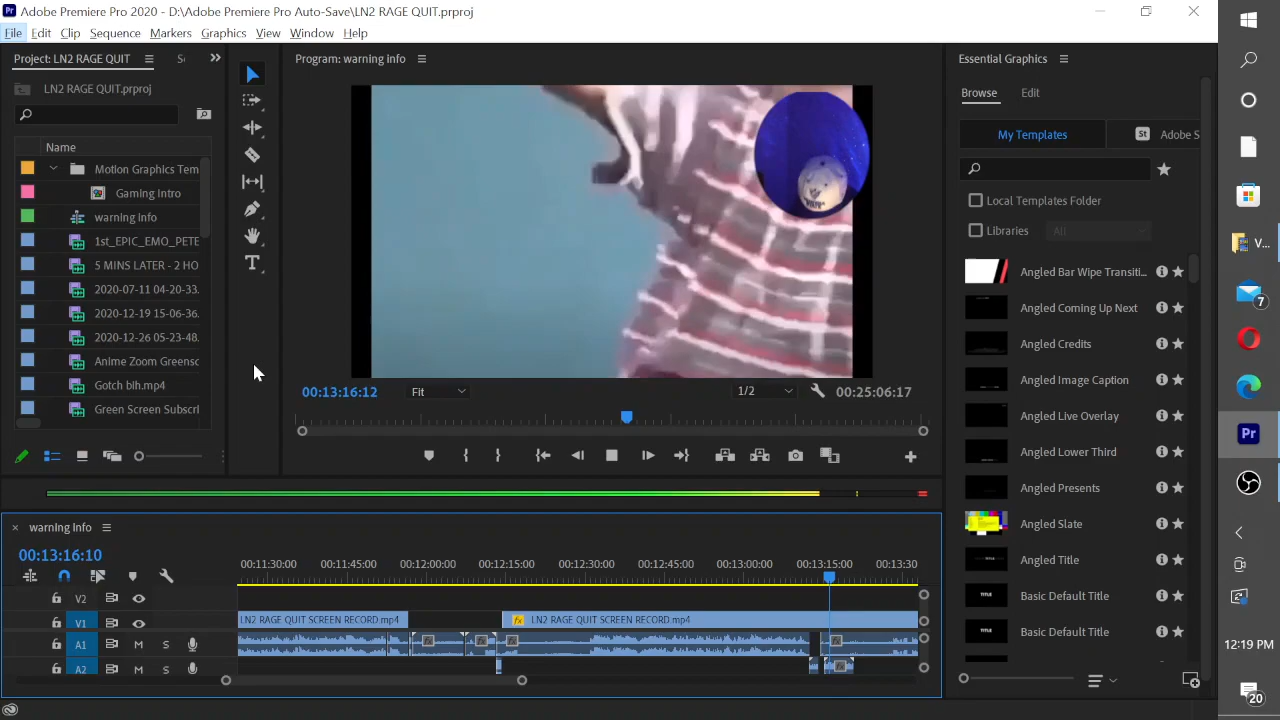 Adobe Premiere Pro 2020 - D:\Adobe Premiere Pro Auto-Save\LN2 RAGE QUIT.prproj
File Edit Clip Sequence Markers Graphics View Window Help
Project: LN2 RAGE QUIT
Program: warning info
Essential Graphics
LN2 RAGE QUIT.prproj
Browse Edit
My Templates
St Adobe S
Name
Motion Graphics Tem
Gaming Intro
warning info
1st_EPIC_EMO_PETE
5 MINS LATER - 2 HO
2020-07-11 04-20-33.
2020-12-19 15-06-36.
2020-12-26 05-23-48.
Anime Zoom Greensc
Gotch blh.mp4
Green Screen Subscrl
Local Templates Folder
Libraries All
Angled Bar Wipe Transiti...
Angled Coming Up Next
Angled Credits
Angled Image Caption
Angled Live Overlay
Angled Lower Third
Angled Presents
Angled Slate
Angled Title
Basic Default Title
Basic Default Title
00:13:16:12 Fit 1/2 00:25:06:17
warning info
00:13:16:10
00:11:30:00 00:11:45:00 00:12:00:00 00:12:15:00 00:12:30:00 00:12:45:00 00:13:00:00 00:13:15:00 00:13:30
V2
V1 LN2 RAGE QUIT SCREEN RECORD.mp4 fx LN2 RAGE QUIT SCREEN RECORD.mp4
A1 M S
A2 M S
V...
7
Pr
12:19 PM
20